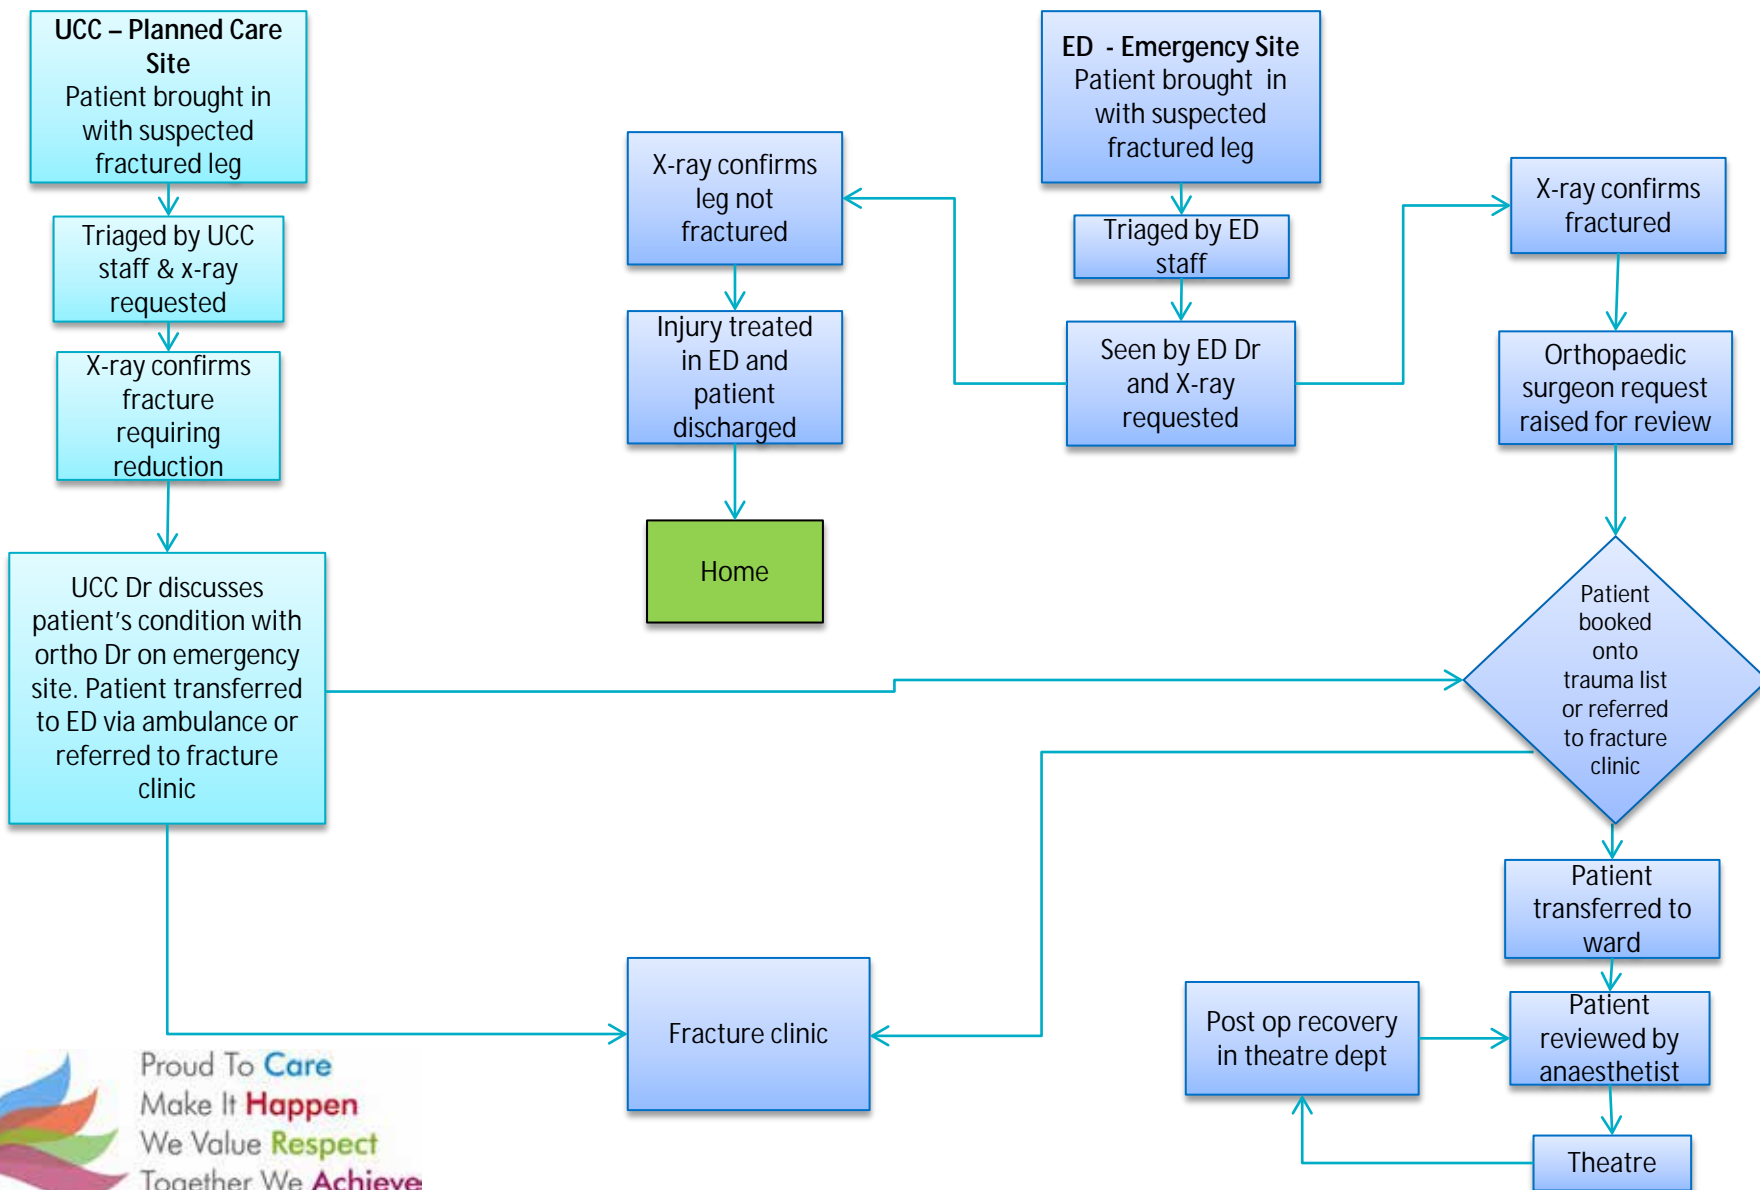 UCC – Planned Care
Site
Patient brought in
with suspected
fractured leg
Triaged by UCC
staff & x-ray
requested
X-ray confirms
fracture
requiring
reduction
UCC Dr discusses
patient’s condition with
ortho Dr on emergency
site. Patient transferred
to ED via ambulance or
referred to fracture
clinic
X-ray confirms
leg not
fractured
Injury treated
in ED and
patient
discharged
Home
ED - Emergency Site
Patient brought in
with suspected
fractured leg
Triaged by ED
staff
Seen by ED Dr
and X-ray
requested
X-ray confirms
fractured
Orthopaedic
surgeon request
raised for review
Patient
booked
onto
trauma list
or referred
to fracture
clinic
Patient
transferred to
ward
Patient
reviewed by
anaesthetist
Theatre
Post op recovery
in theatre dept
Fracture clinic
Proud To Care
Make It Happen
We Value Respect
Together We Achieve